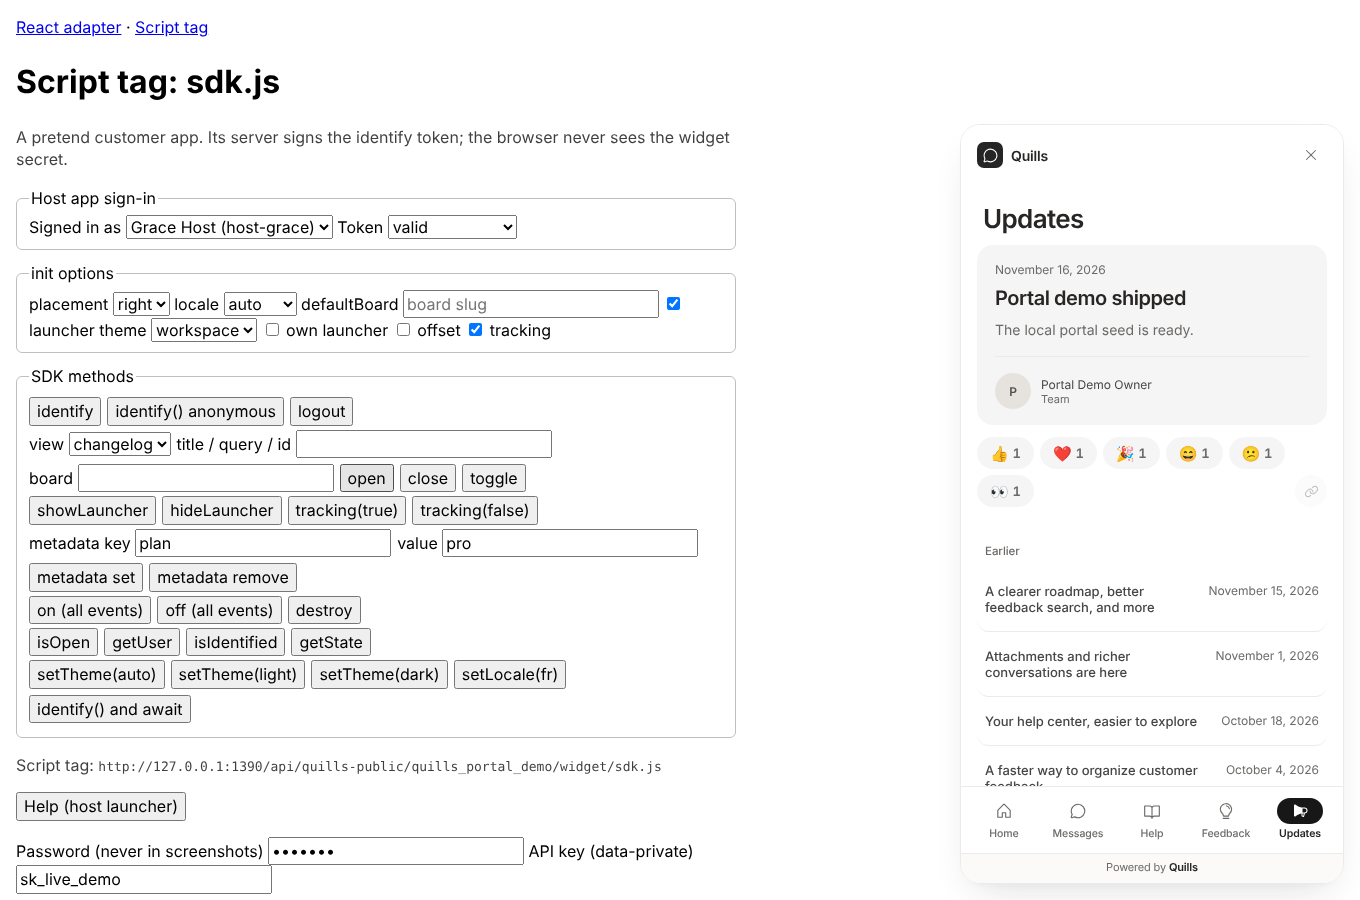 React adapter · Script tag
Script tag: sdk.js
A pretend customer app. Its server signs the identify token; the browser never sees the widget
secret.
Host app sign-in
Signed in as Grace Host (host-grace) Token valid
init options
placement right locale auto defaultBoard board slug
launcher theme workspace own launcher offset tracking
SDK methods
identify identify() anonymous logout
view changelog title / query / id
board open close toggle
showLauncher hideLauncher tracking(true) tracking(false)
metadata key plan value pro
metadata set metadata remove
on (all events) off (all events) destroy
isOpen getUser isIdentified getState
setTheme(auto) setTheme(light) setTheme(dark) setLocale(fr)
identify() and await
Script tag: http://127.0.0.1:1390/api/quills-public/quills_portal_demo/widget/sdk.js
Help (host launcher)
Password (never in screenshots) ••••••• API key (data-private)
sk_live_demo
Quills
Updates
November 16, 2026
Portal demo shipped
The local portal seed is ready.
P
Portal Demo Owner
Team
👍 1 ❤️ 1 🎉 1 😄 1 😕 1
👀 1
Earlier
A clearer roadmap, better November 15, 2026
feedback search, and more
Attachments and richer November 1, 2026
conversations are here
Your help center, easier to explore October 18, 2026
A faster way to organize customer October 4, 2026
feedback
Home Messages Help Feedback Updates
Powered by Quills